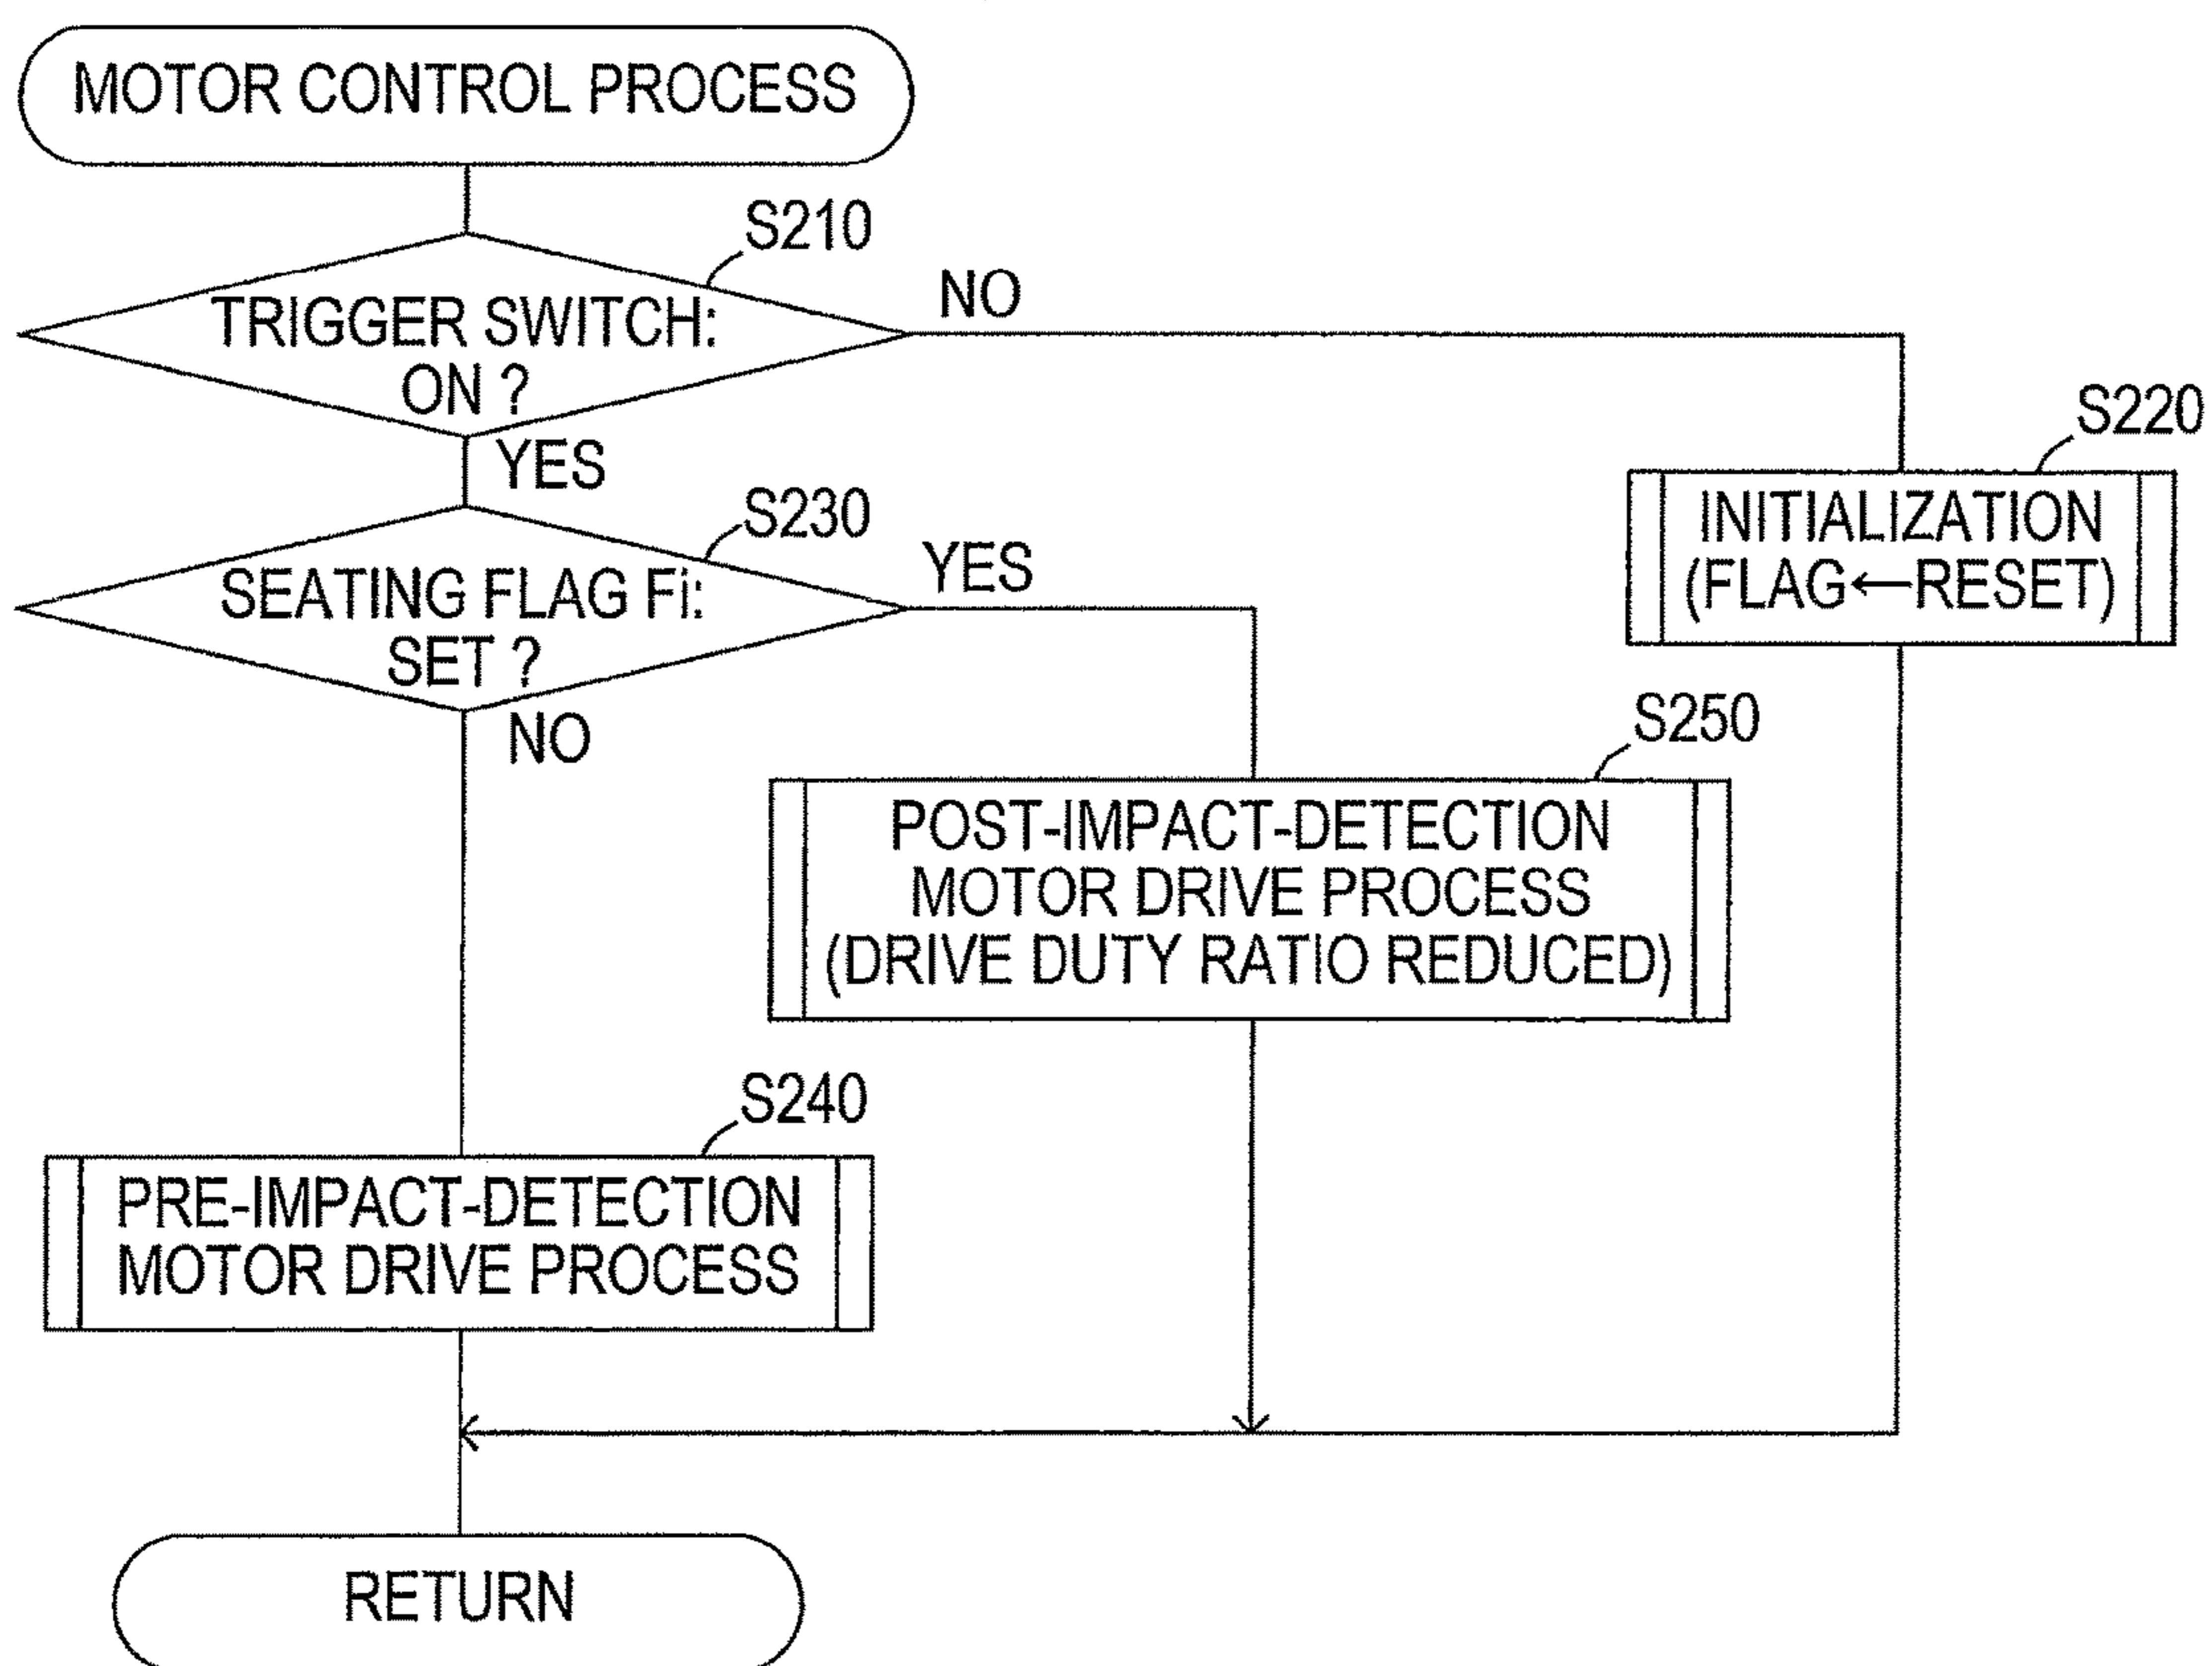 MOTOR CONTROL PROCESS
S210
TRIGGER SWITCH:
ON ?
NO
YES
S220
INITIALIZATION
(FLAG←RESET)
S230
SEATING FLAG Fi:
SET ?
YES
NO
S250
POST-IMPACT-DETECTION
MOTOR DRIVE PROCESS
(DRIVE DUTY RATIO REDUCED)
S240
PRE-IMPACT-DETECTION
MOTOR DRIVE PROCESS
RETURN